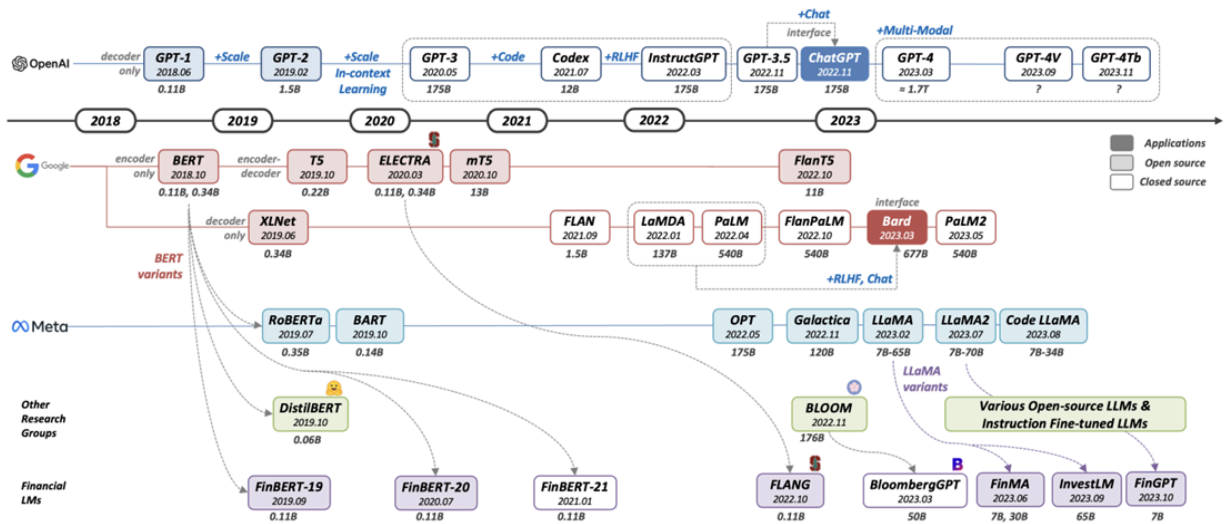 +Chat
OpenAI
decoder only
GPT-1
2018.06
0.11B
+Scale
GPT-2
2019.02
1.5B
+Scale
In-context
Learning
GPT-3
2020.05
175B
+Code
Codex
2021.07
12B
+RLHF
InstructGPT
2022.03
175B
GPT-3.5
2022.11
175B
interface
ChatGPT
2022.11
175B
+Multi-Modal
GPT-4
2023.03
≈ 1.7T
GPT-4V
2023.09
?
GPT-4Tb
2023.11
?
2018
2019
2020
2021
2022
2023
Applications
Open source
Closed source
Google
encoder
only
BERT
2018.10
0.11B, 0.34B
encoder-
decoder
T5
2019.10
0.22B
ELECTRA
2020.03
0.11B, 0.34B
mT5
2020.10
13B
FlanT5
2022.10
11B
decoder
only
XLNet
2019.06
0.34B
FLAN
2021.09
1.5B
LaMDA
2022.01
137B
PaLM
2022.04
540B
FlanPaLM
2022.10
540B
interface
Bard
2023.03
677B
PaLM2
2023.05
540B
+RLHF, Chat
BERT
variants
Meta
RoBERTa
2019.07
0.35B
BART
2019.10
0.14B
OPT
2022.05
175B
Galactica
2022.11
120B
LLaMA
2023.02
7B-65B
LLaMA2
2023.07
7B-70B
Code LLaMA
2023.08
7B-34B
LLaMA
variants
Other
Research
Groups
DistilBERT
2019.10
0.06B
BLOOM
2022.11
176B
Various Open-source LLMs &
Instruction Fine-tuned LLMs
Financial
LMs
FinBERT-19
2019.09
0.11B
FinBERT-20
2020.07
0.11B
FinBERT-21
2021.01
0.11B
FLANG
2022.10
0.11B
B
BloombergGPT
2023.03
50B
FinMA
2023.06
7B, 30B
InvestLM
2023.09
65B
FinGPT
2023.10
7B